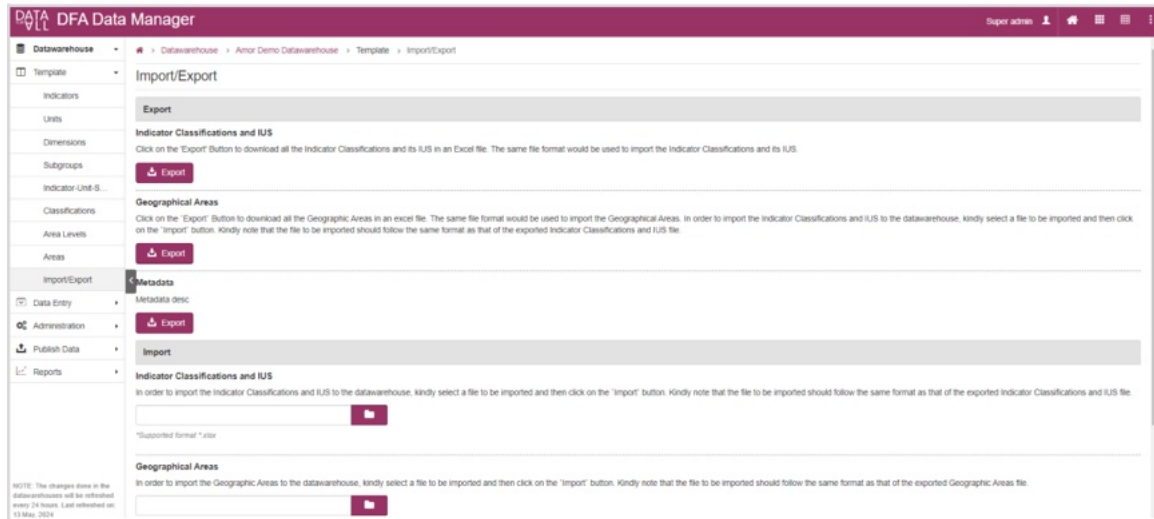 DATA FOR ALL DFA Data Manager
Super admin
Datawarehouse
Datawarehouse > Amor Demo Datawarehouse > Template > Import/Export
Template
Import/Export
Indicators
Units
Dimensions
Subgroups
Indicator-Unit-S...
Classifications
Area Levels
Areas
Import/Export
Data Entry
Administration
Publish Data
Reports
NOTE: The changes done in the
datawarehouses will be refreshed
every 24 hours. Last refreshed on:
13 May, 2024
Export
Indicator Classifications and IUS
Click on the 'Export' Button to download all the Indicator Classifications and its IUS in an Excel file. The same file format would be used to import the Indicator Classifications and its IUS.
Export
Geographical Areas
Click on the `Export` Button to download all the Geographic Areas in an excel file. The same file format would be used to import the Geographical Areas. In order to import the Indicator Classifications and IUS to the datawarehouse, kindly select a file to be imported and then click
on the `Import` button. Kindly note that the file to be imported should follow the same format as that of the exported Indicator Classifications and IUS file.
Export
Metadata
Metadata desc
Export
Import
Indicator Classifications and IUS
In order to import the Indicator Classifications and IUS to the datawarehouse, kindly select a file to be imported and then click on the `Import` button. Kindly note that the file to be imported should follow the same format as that of the exported Indicator Classifications and IUS file.
*Supported format *.xlsx
Geographical Areas
In order to import the Geographic Areas to the datawarehouse, kindly select a file to be imported and then click on the `Import` button. Kindly note that the file to be imported should follow the same format as that of the exported Geographic Areas file.